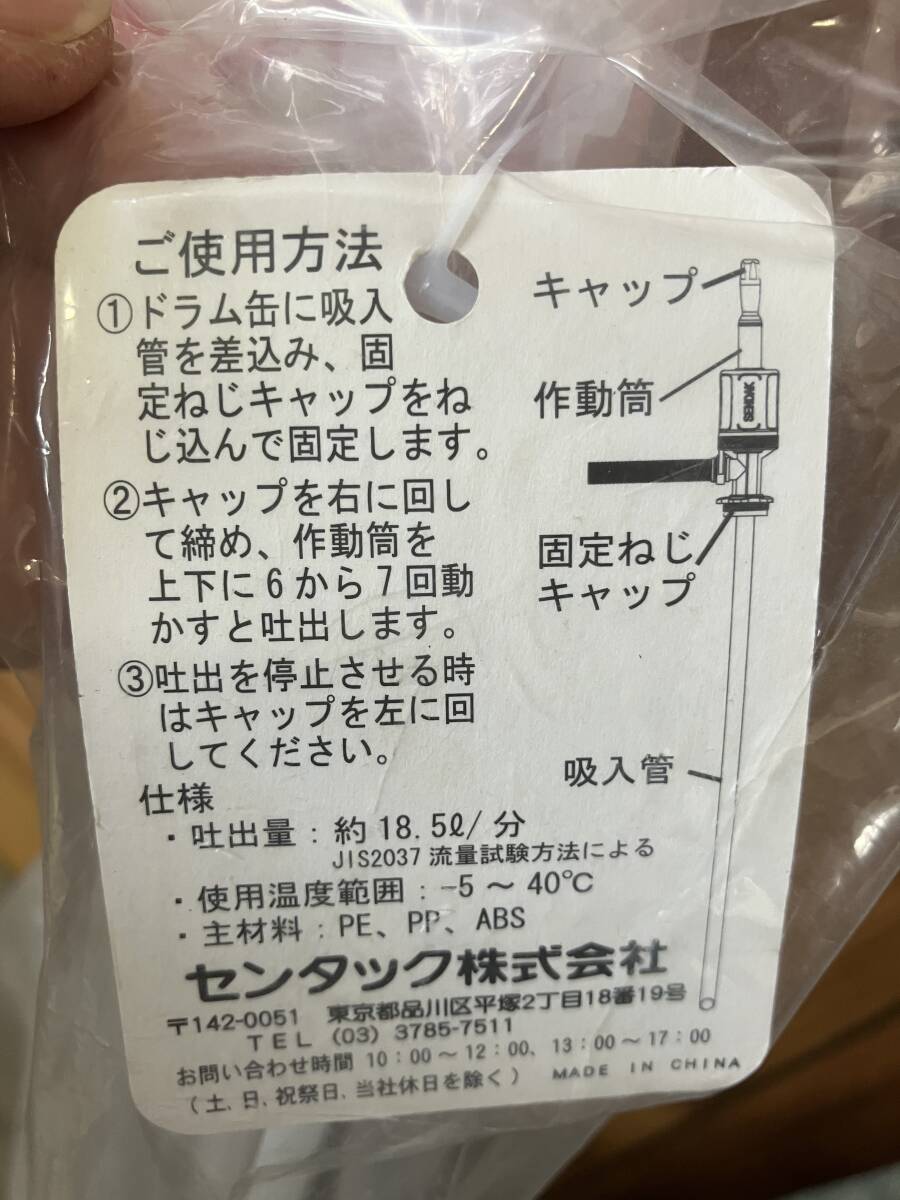 ご使用方法
①ドラム缶に吸入
管を差込み、固
定ねじキャップをね
じ込んで固定します。
②キャップを右に回し
て締め、作動筒を
上下に6から7回動
かすと吐出します。
③吐出を停止させる時
はキャップを左に回
してください。
仕様
・吐出量：約18.5ℓ/分
JIS2037流量試験方法による
・使用温度範囲：-5～40℃
・主材料：PE、PP、ABS
センタック株式会社
〒142-0051 東京都品川区平塚2丁目18番19号
TEL (03) 3785-7511
お問い合わせ時間 10：00～12：00、13：00～17：00
（土、日、祝祭日、当社休日を除く） MADE IN CHINA
キャップ
作動筒
固定ねじ
キャップ
吸入管